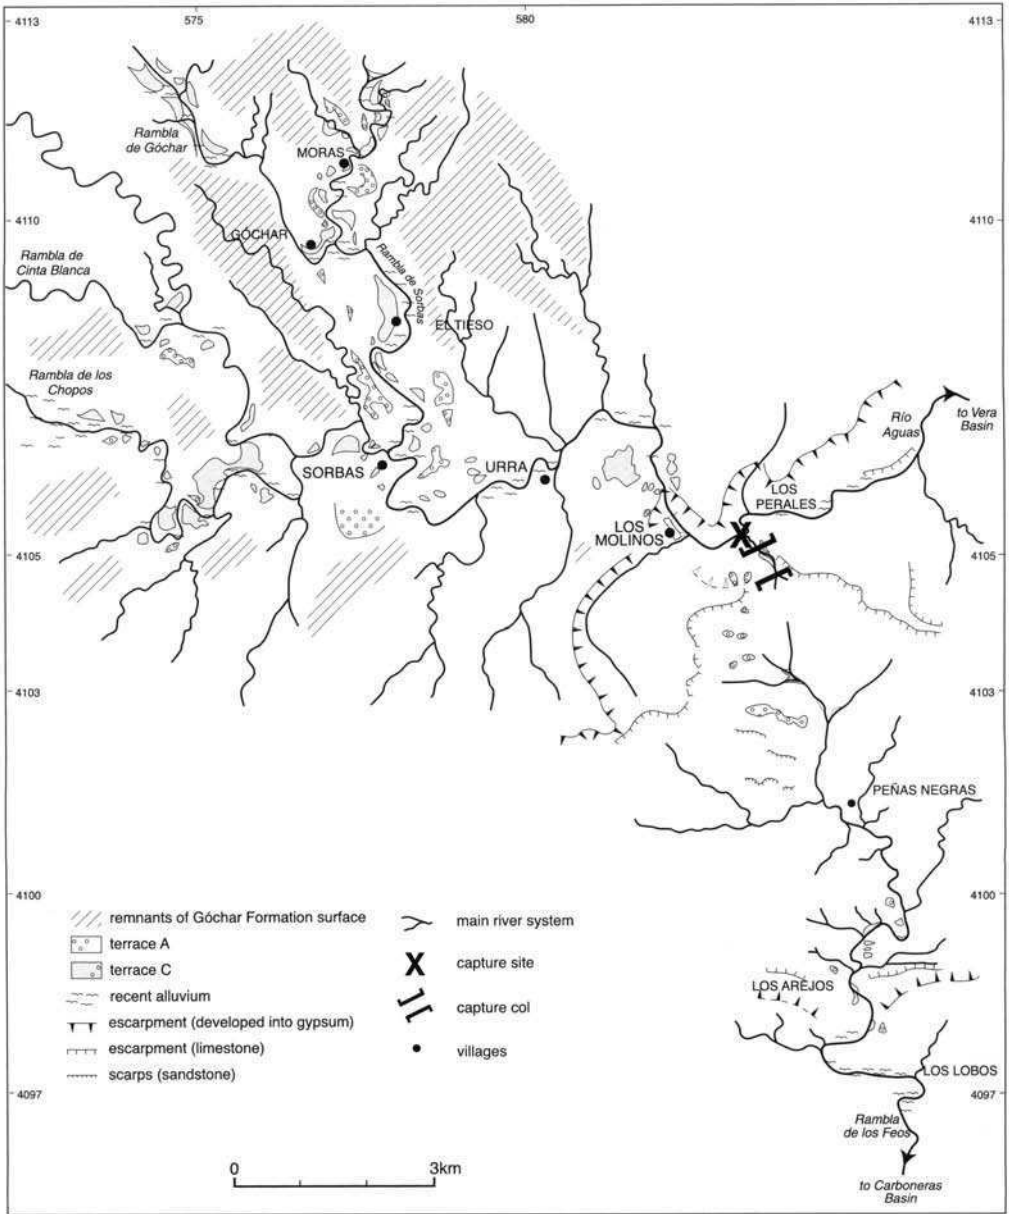 4113
575
580
4113
Rambla
de Góchar
MORAS
4110
4110
GÓCHAR
Rambla de Sorbas
Rambla de
Cinta Blanca
EL TIESO
Rambla de los
Chopos
Río
Aguas
to Vera
Basin
SORBAS
URRA
LOS
PERALES
LOS
MOLINOS
X
4105
4105
4103
4103
PEÑAS NEGRAS
4100
4100
remnants of Góchar Formation surface
terrace A
terrace C
recent alluvium
escarpment (developed into gypsum)
escarpment (limestone)
scarps (sandstone)
main river system
X
capture site
capture col
villages
LOS AREJOS
LOS LOBOS
4097
4097
Rambla
de los Feos
0
3km
to Carboneras
Basin